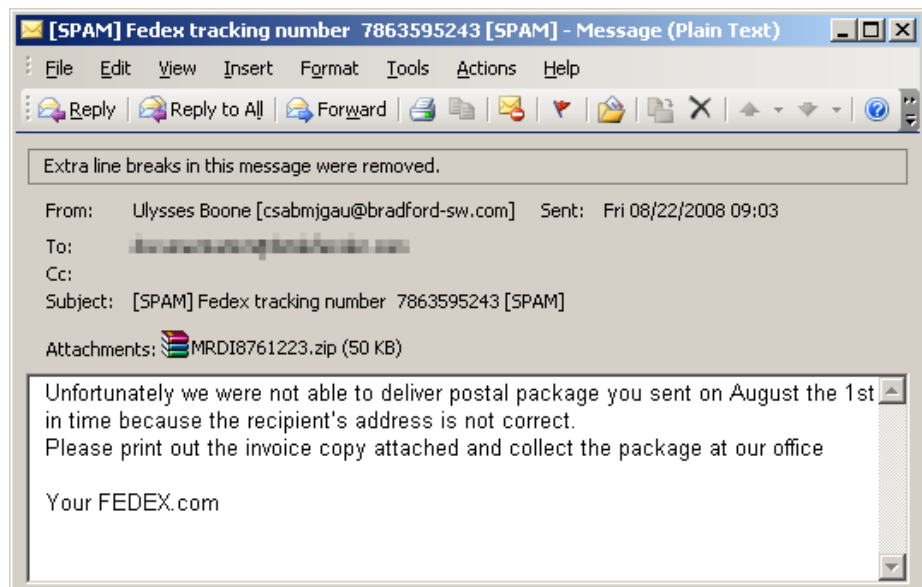 [SPAM] Fedex tracking number  7863595243 [SPAM] - Message (Plain Text)
File Edit View Insert Format Tools Actions Help
Reply Reply to All Forward
Extra line breaks in this message were removed.
From: Ulysses Boone [csabmjgau@bradford-sw.com] Sent: Fri 08/22/2008 09:03
To:
Cc:
Subject: [SPAM] Fedex tracking number  7863595243 [SPAM]
Attachments: MRDI8761223.zip (50 KB)
Unfortunately we were not able to deliver postal package you sent on August the 1st
in time because the recipient's address is not correct.
Please print out the invoice copy attached and collect the package at our office
Your FEDEX.com